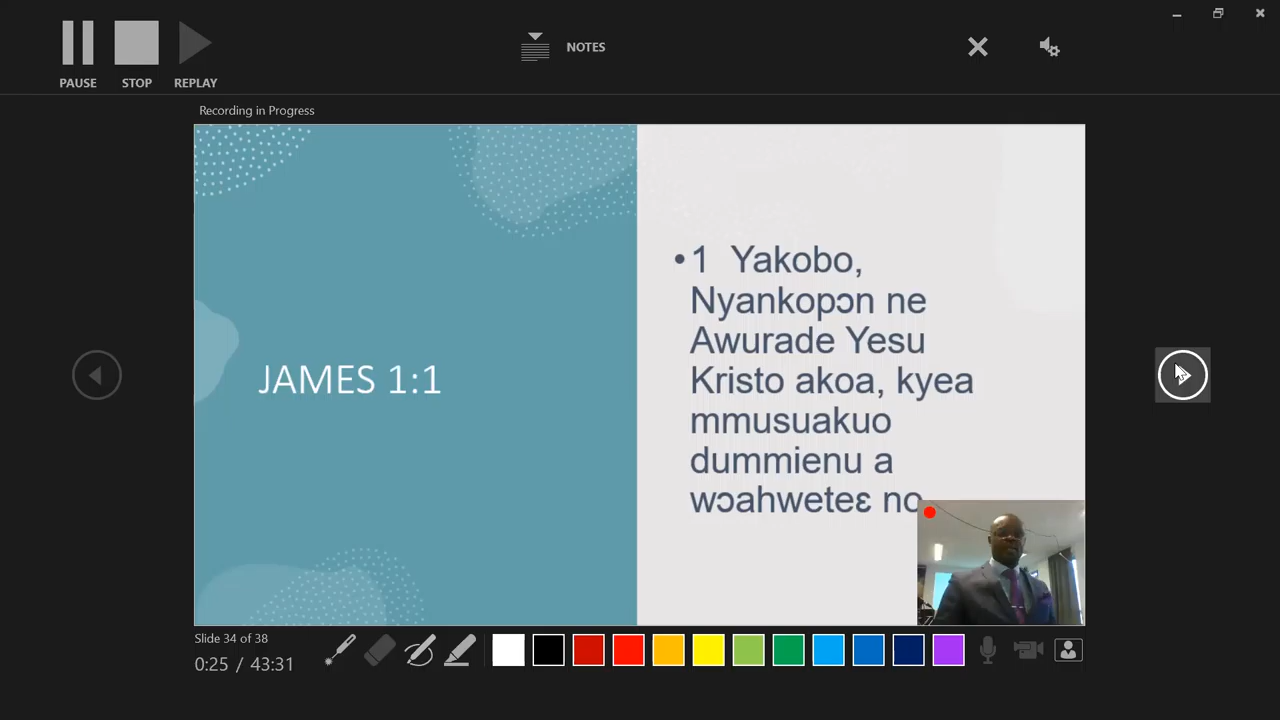 PAUSE
STOP
REPLAY
NOTES
Recording in Progress
JAMES 1:1
•1 Yakobo,
Nyankopɔn ne
Awurade Yesu
Kristo akoa, kyea
mmusuakuo
dummienu a
wɔahweteɛ no
Slide 34 of 38
0:25 / 43:31